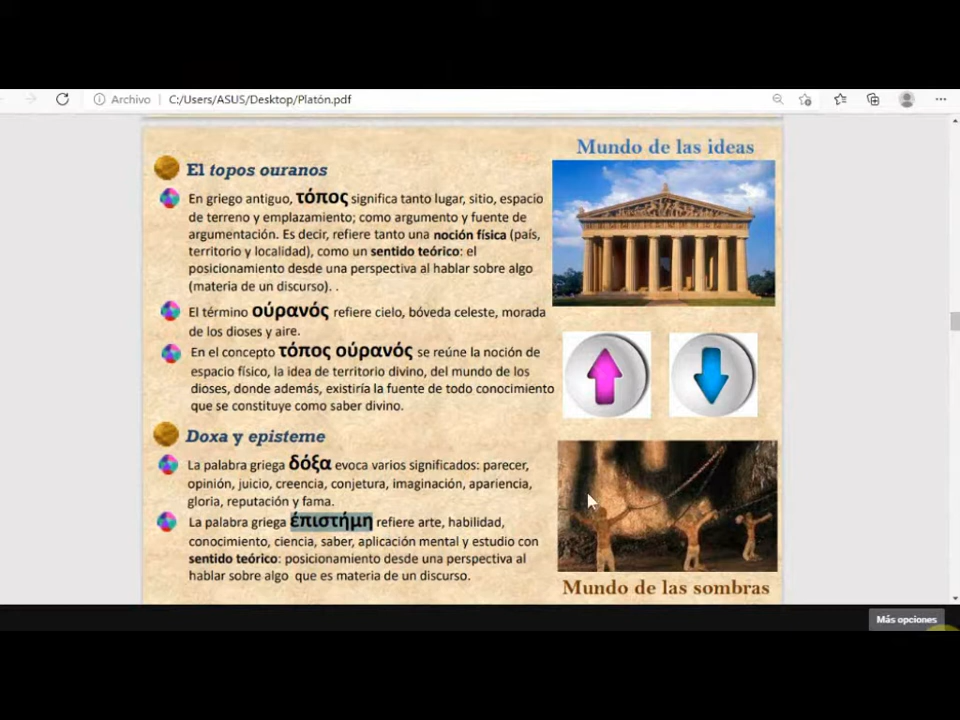 Archivo C:/Users/ASUS/Desktop/Platón.pdf
Mundo de las ideas
El topos ouranos
En griego antiguo, τόπος significa tanto lugar, sitio, espacio
de terreno y emplazamiento; como argumento y fuente de
argumentación. Es decir, refiere tanto una noción física (país,
territorio y localidad), como un sentido teórico: el
posicionamiento desde una perspectiva al hablar sobre algo
(materia de un discurso). .
El término ούρανός refiere cielo, bóveda celeste, morada
de los dioses y aire.
En el concepto τόπος ούρανός se reúne la noción de
espacio físico, la idea de territorio divino, del mundo de los
dioses, donde además, existiría la fuente de todo conocimiento
que se constituye como saber divino.
Doxa y episteme
La palabra griega δόξα evoca varios significados: parecer,
opinión, juicio, creencia, conjetura, imaginación, apariencia,
gloria, reputación y fama.
La palabra griega έπιστήμη refiere arte, habilidad,
conocimiento, ciencia, saber, aplicación mental y estudio con
sentido teórico: posicionamiento desde una perspectiva al
hablar sobre algo que es materia de un discurso.
Mundo de las sombras
Más opciones